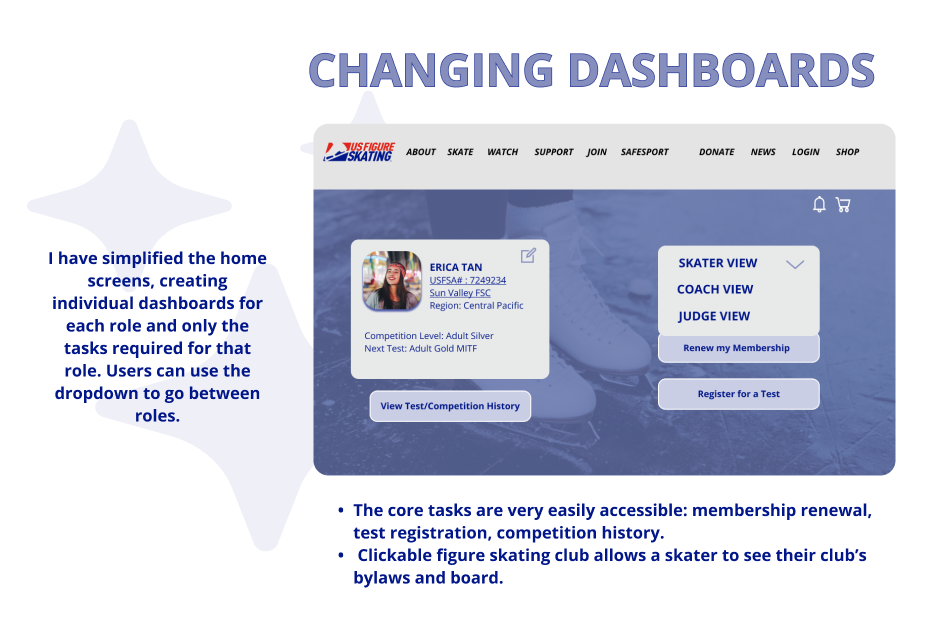 CHANGING DASHBOARDS
US FIGURE
SKATING
ABOUT SKATE WATCH SUPPORT JOIN SAFESPORT DONATE NEWS LOGIN SHOP
I have simplified the home
screens, creating
individual dashboards for
each role and only the
tasks required for that
role. Users can use the
dropdown to go between
roles.
ERICA TAN
USFSA# : 7249234
Sun Valley FSC
Region: Central Pacific
Competition Level: Adult Silver
Next Test: Adult Gold MITF
View Test/Competition History
SKATER VIEW
COACH VIEW
JUDGE VIEW
Renew my Membership
Register for a Test
• The core tasks are very easily accessible: membership renewal,
test registration, competition history.
• Clickable figure skating club allows a skater to see their club’s
bylaws and board.